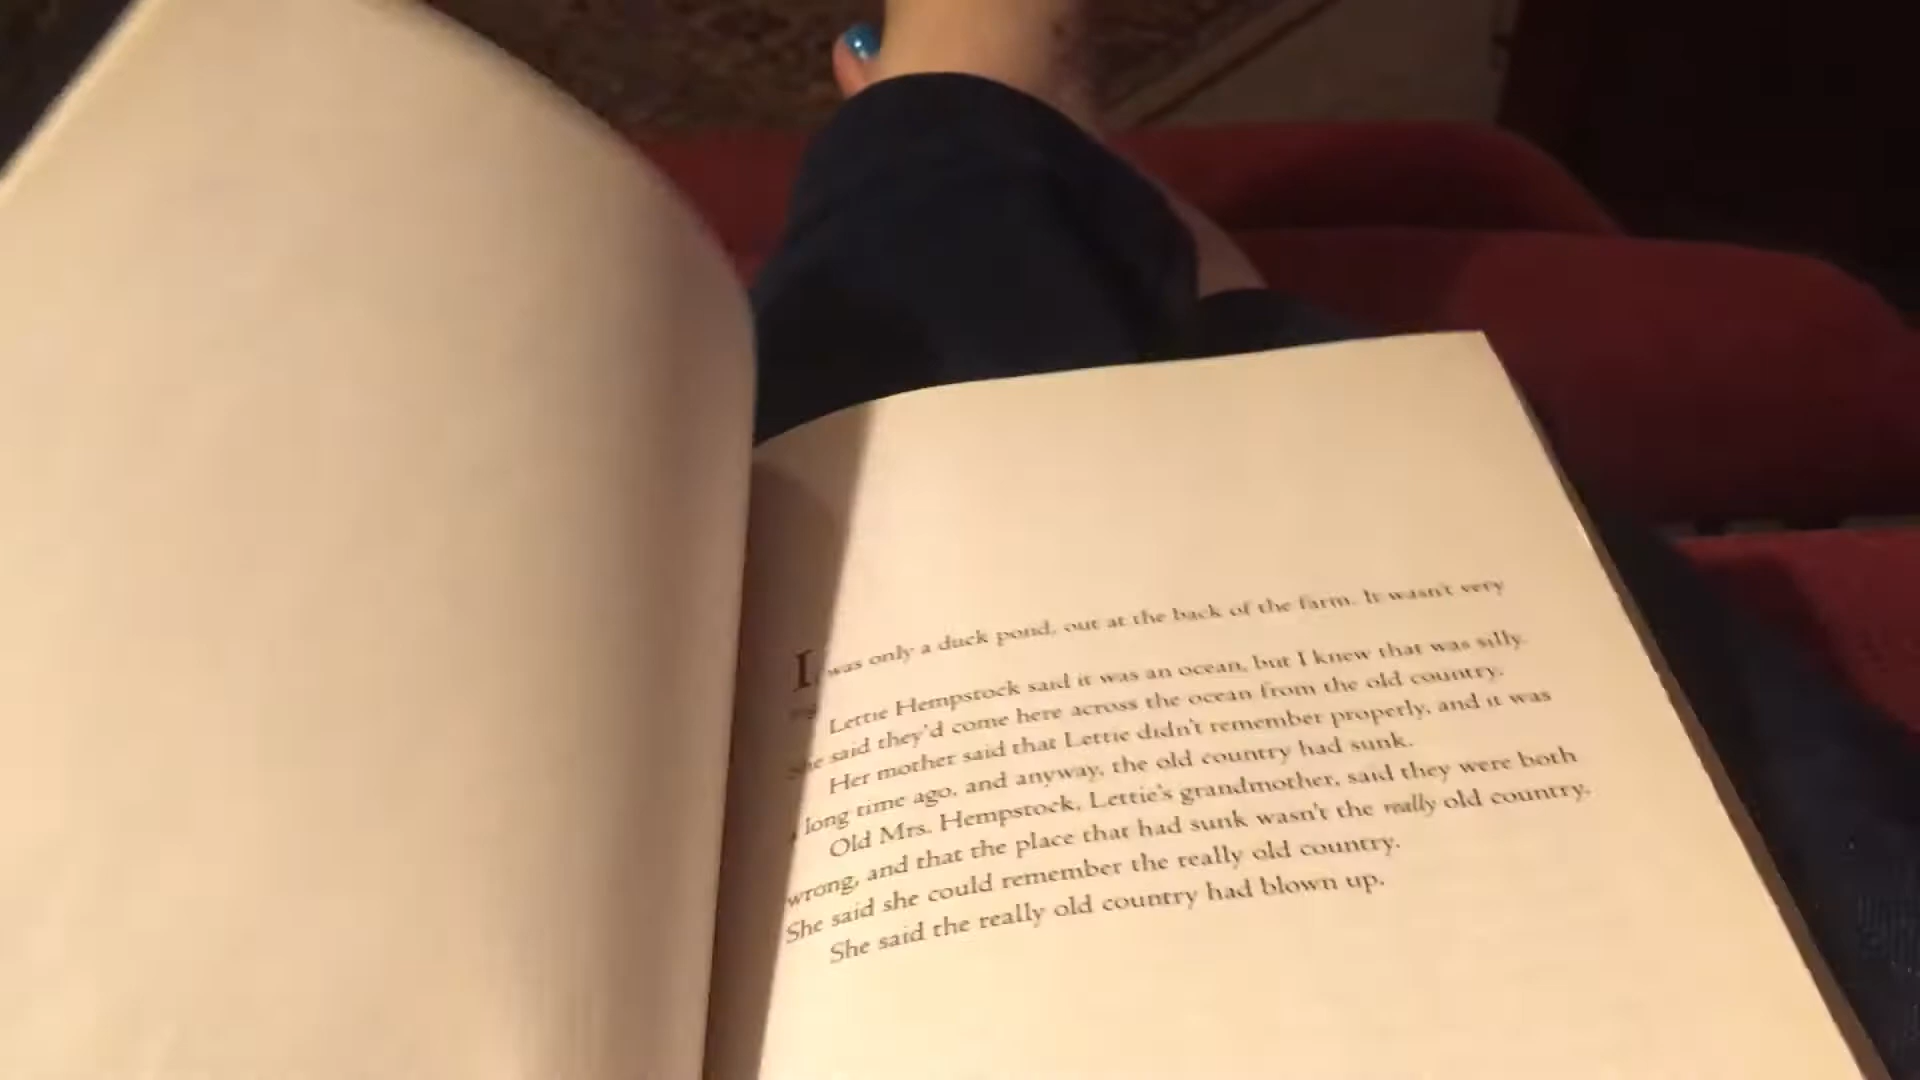 I was only a duck pond, out at the back of the farm. It wasn't very
Lettie Hempstock said it was an ocean, but I knew that was silly.
She said they'd come here across the ocean from the old country.
Her mother said that Lettie didn't remember properly, and it was
long time ago, and anyway, the old country had sunk.
Old Mrs. Hempstock, Lettie's grandmother, said they were both
wrong, and that the place that had sunk wasn't the really old country.
She said she could remember the really old country.
She said the really old country had blown up.